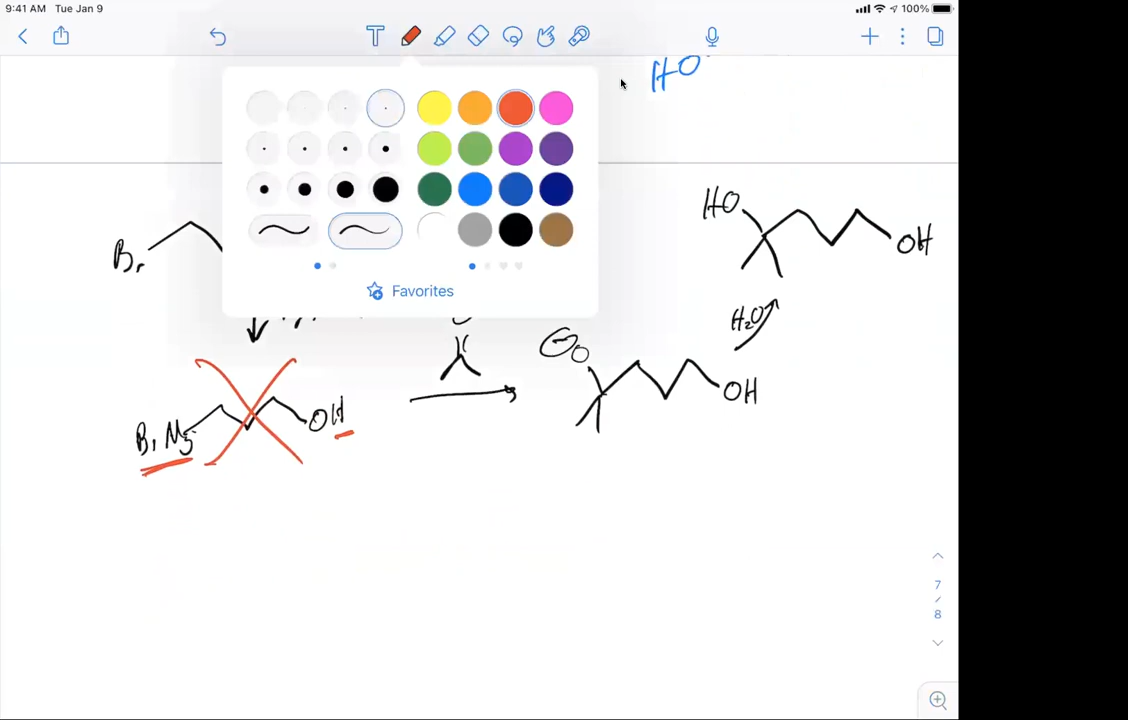 9:41 AM Tue Jan 9
100%
T
HO
Favorites
Br
HO
OH
H₂O
⊖O
OH
BrMg
OH
7
/
8